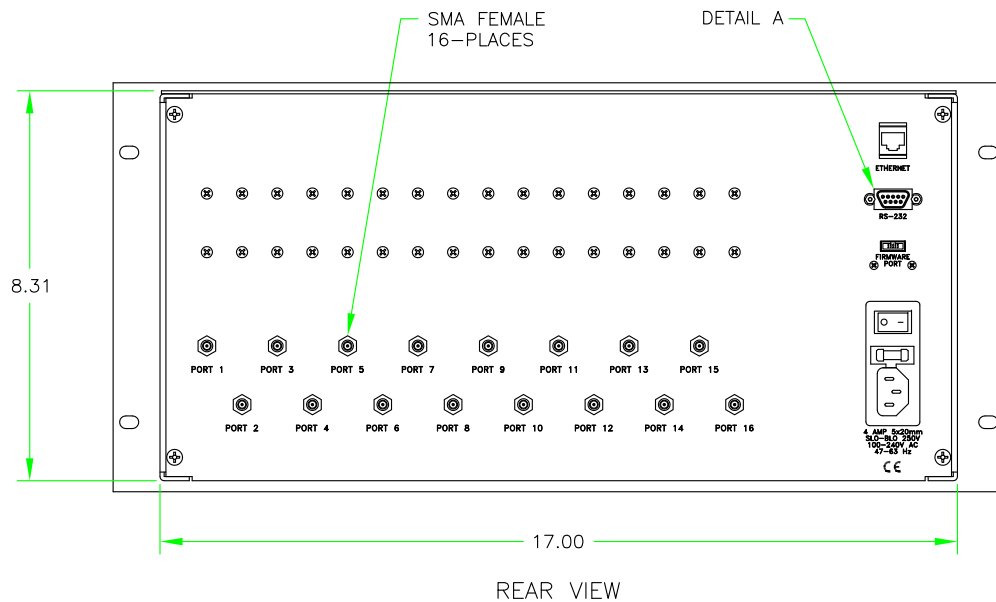 SMA FEMALE
16-PLACES
DETAIL A
ETHERNET
RS-232
FIRMWARE
PORT
8.31
PORT 1
PORT 3
PORT 5
PORT 7
PORT 9
PORT 11
PORT 13
PORT 15
PORT 2
PORT 4
PORT 6
PORT 8
PORT 10
PORT 12
PORT 14
PORT 16
4 AMP 5x20mm
SLO-BLO 250V
100-240V AC
47-63 Hz
CE
17.00
REAR VIEW